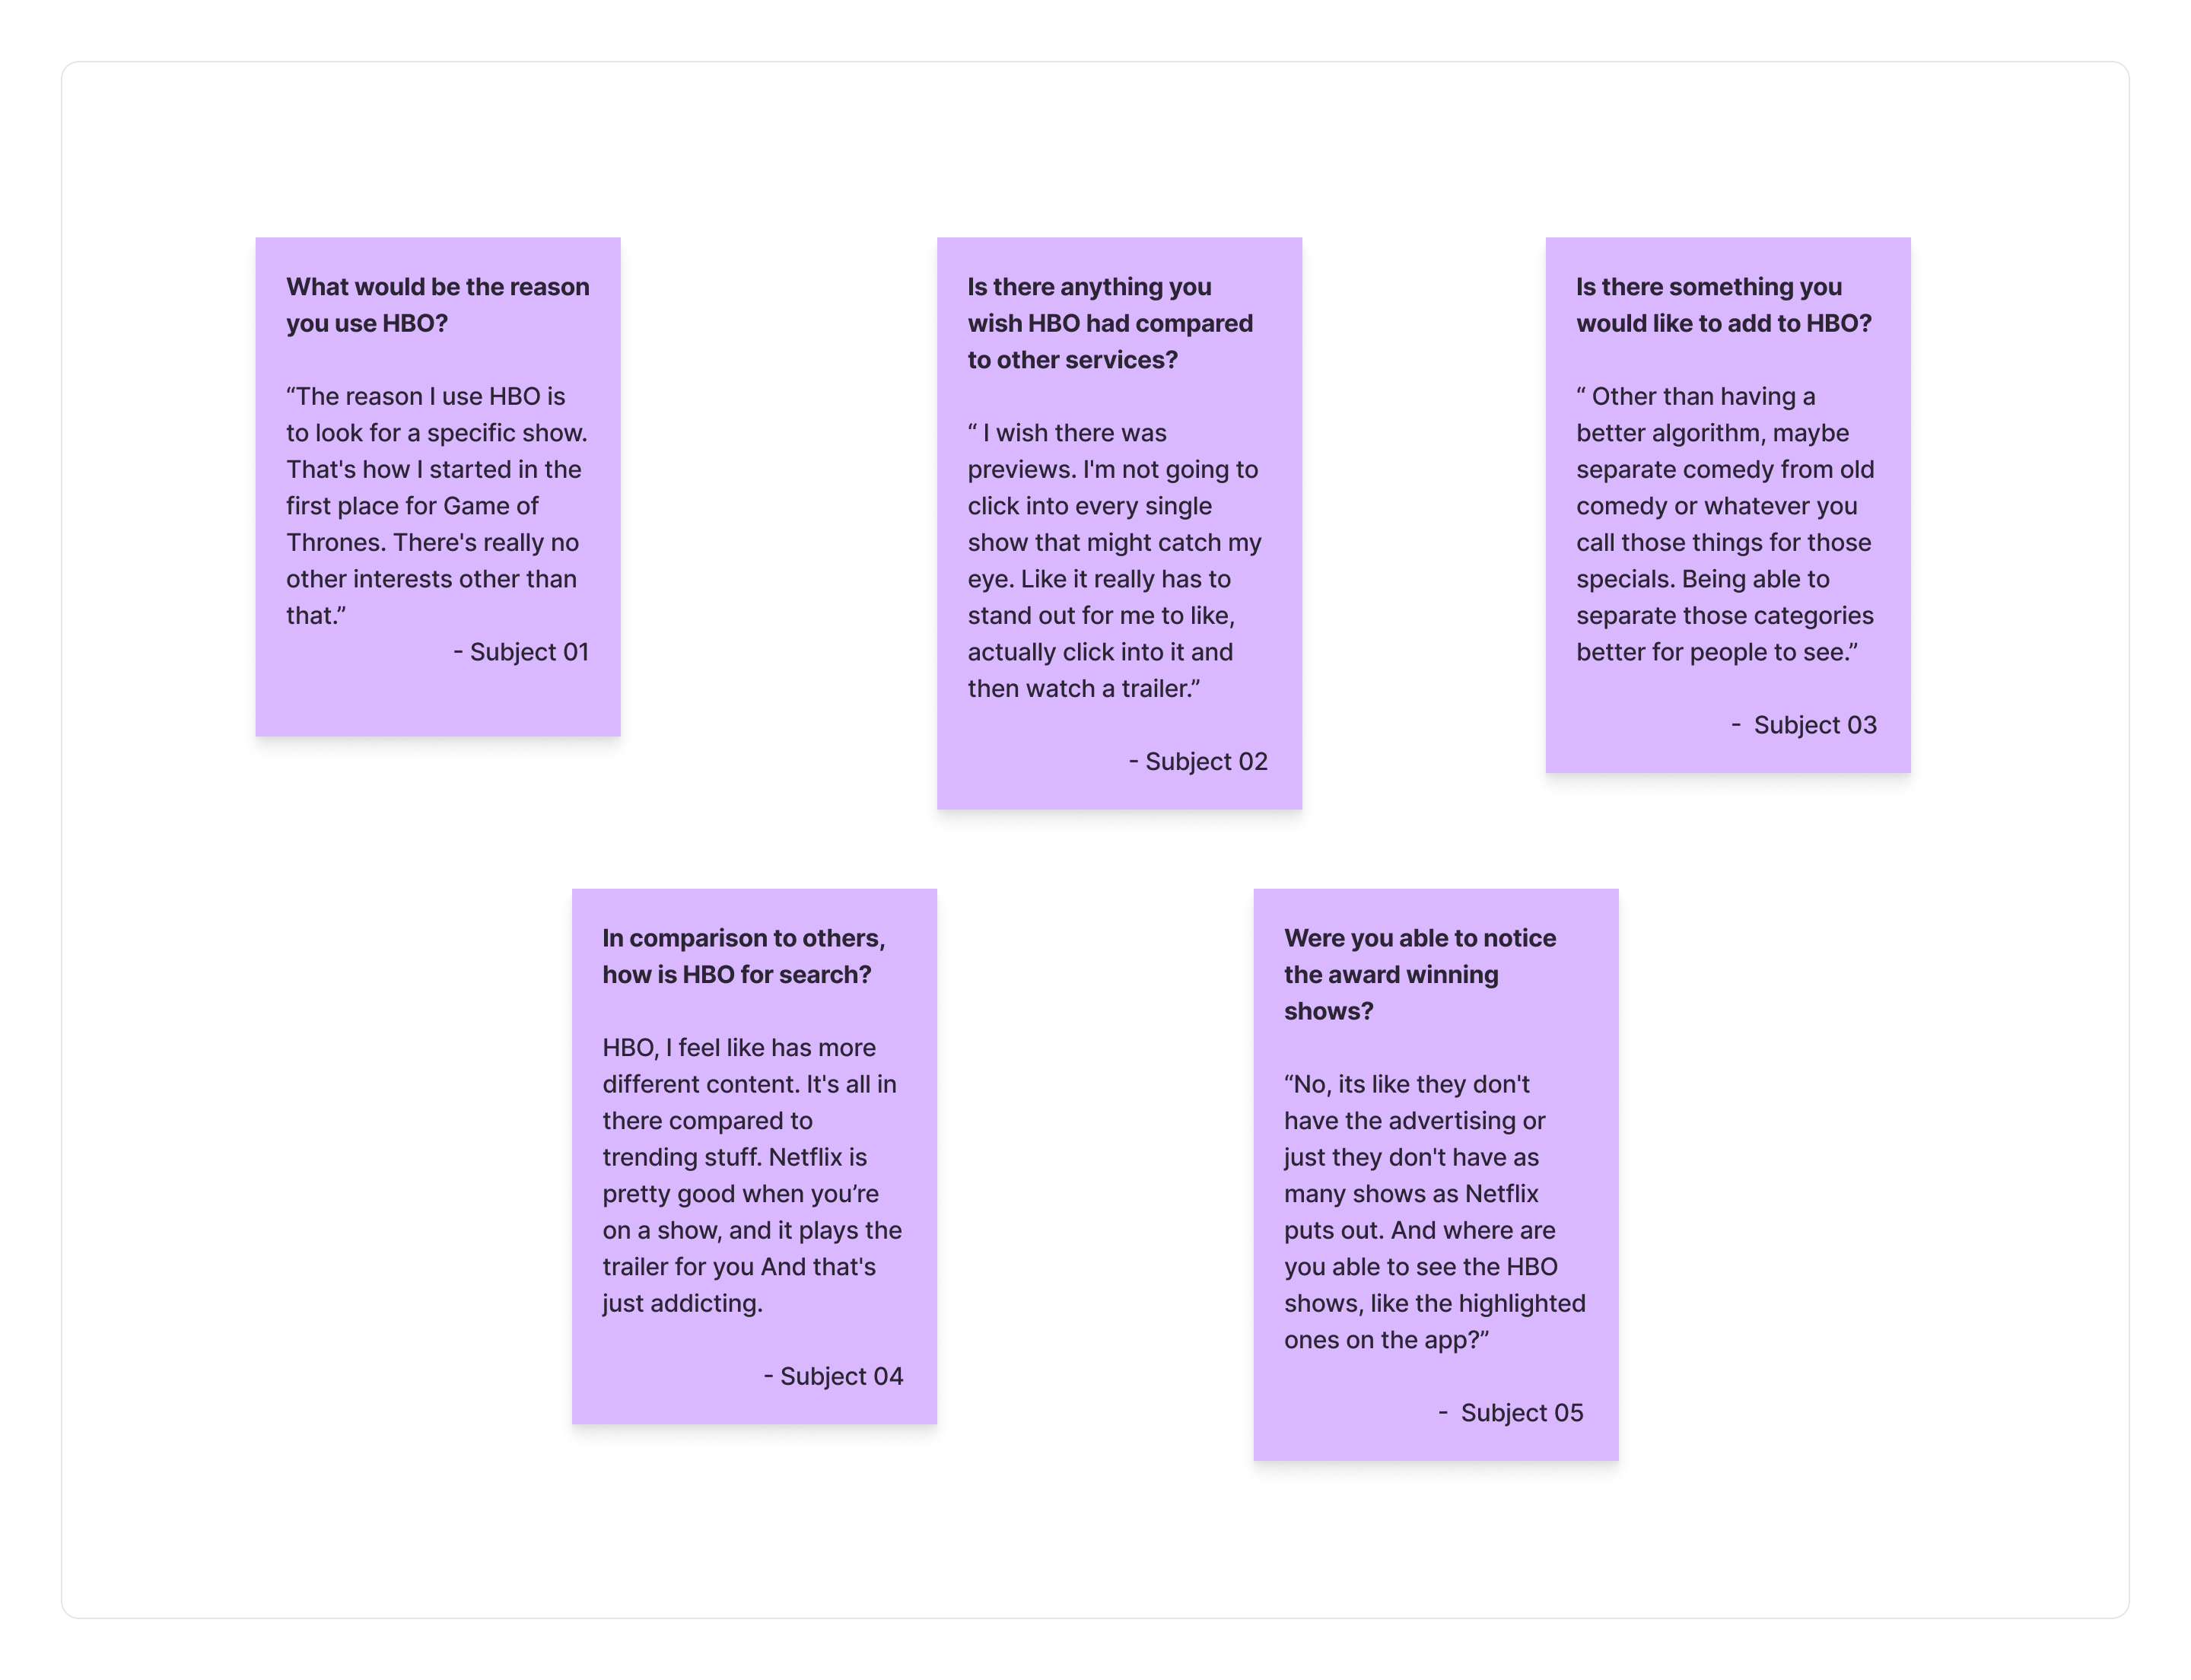 What would be the reason
you use HBO?
“The reason I use HBO is
to look for a specific show.
That's how I started in the
first place for Game of
Thrones. There's really no
other interests other than
that.”
- Subject 01
Is there anything you
wish HBO had compared
to other services?
“ I wish there was
previews. I'm not going to
click into every single
show that might catch my
eye. Like it really has to
stand out for me to like,
actually click into it and
then watch a trailer.”
- Subject 02
Is there something you
would like to add to HBO?
“ Other than having a
better algorithm, maybe
separate comedy from old
comedy or whatever you
call those things for those
specials. Being able to
separate those categories
better for people to see.”
- Subject 03
In comparison to others,
how is HBO for search?
HBO, I feel like has more
different content. It's all in
there compared to
trending stuff. Netflix is
pretty good when you’re
on a show, and it plays the
trailer for you And that's
just addicting.
- Subject 04
Were you able to notice
the award winning
shows?
“No, its like they don't
have the advertising or
just they don't have as
many shows as Netflix
puts out. And where are
you able to see the HBO
shows, like the highlighted
ones on the app?”
- Subject 05